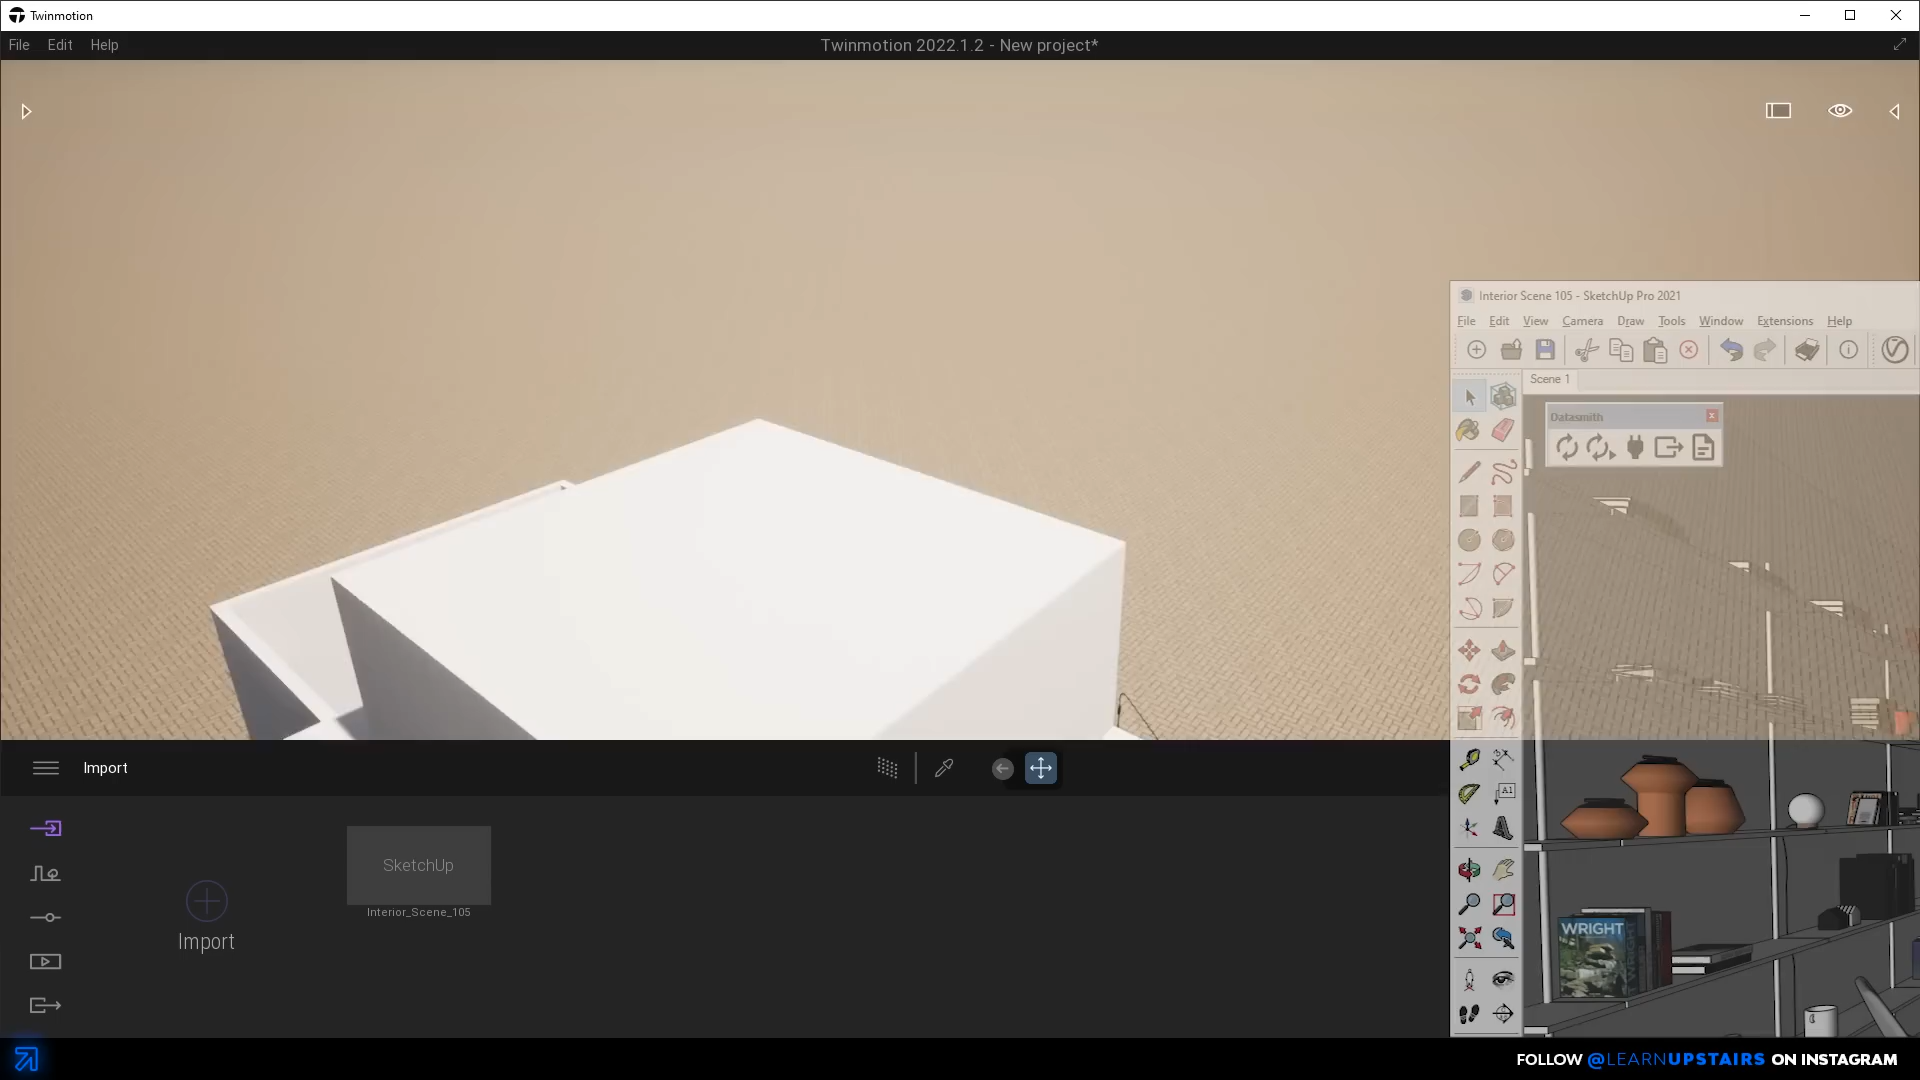 Twinmotion
File Edit Help
Twinmotion 2022.1.2 - New project*
Interior Scene 105 - SketchUp Pro 2021
File Edit View Camera Draw Tools Window Extensions Help
Scene 1
Datasmith
A1
Import
SketchUp
Interior_Scene_105
Import
WRIGHT
FOLLOW @LEARNUPSTAIRS ON INSTAGRAM